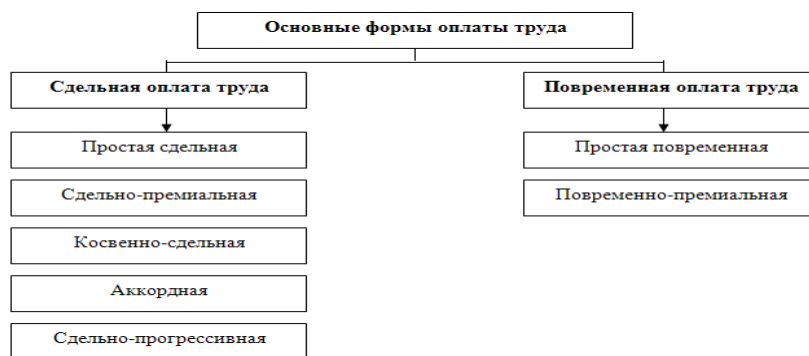 Основные формы оплаты труда
Сдельная оплата труда
Повременная оплата труда
Простая сдельная
Простая повременная
Сдельно-премиальная
Повременно-премиальная
Косвенно-сдельная
Аккордная
Сдельно-прогрессивная